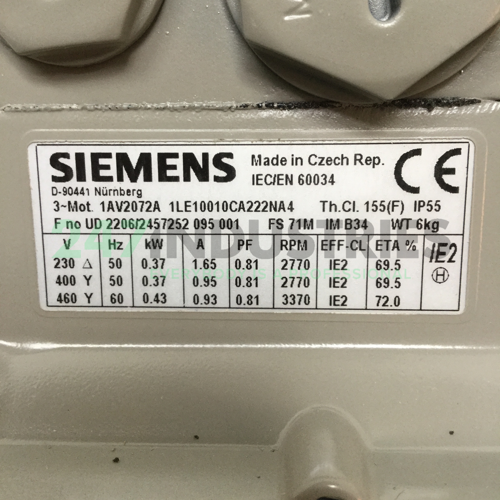 SIEMENS
Made in Czech Rep.
IEC/EN 60034
CE
D-90441 Nürnberg
3~Mot. 1AV2072A 1LE10010CA222NA4 Th.Cl. 155(F) IP55
F no UD 2206/2457252 095 001 FS 71M IM B34 WT 6kg
V Hz kW A PF RPM EFF-CL ETA % IE2
230 Δ 50 0.37 1.65 0.81 2770 IE2 69.5
400 Y 50 0.37 0.95 0.81 2770 IE2 69.5
460 Y 60 0.43 0.93 0.81 3370 IE2 72.0
H
247 INDUSTRIES